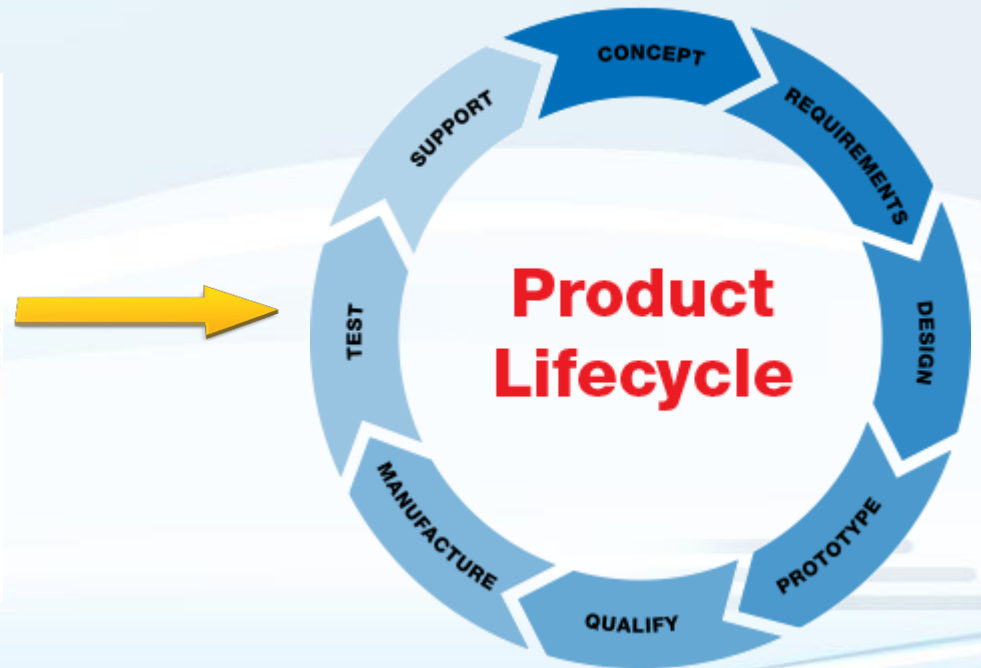 CONCEPT
REQUIREMENTS
DESIGN
PROTOTYPE
QUALIFY
MANUFACTURE
TEST
SUPPORT
Product
Lifecycle